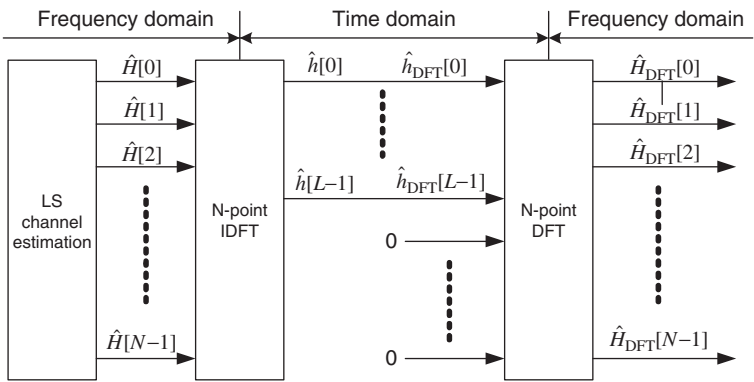 Frequency domain Time domain Frequency domain
Ĥ[0] ĥ[0] ĥ_DFT[0] Ĥ_DFT[0]
Ĥ[1] Ĥ_DFT[1]
Ĥ[2] Ĥ_DFT[2]
ĥ[L−1] ĥ_DFT[L−1]
LS
channel
estimation
N-point
IDFT
N-point
DFT
0
0
Ĥ[N−1] Ĥ_DFT[N−1]